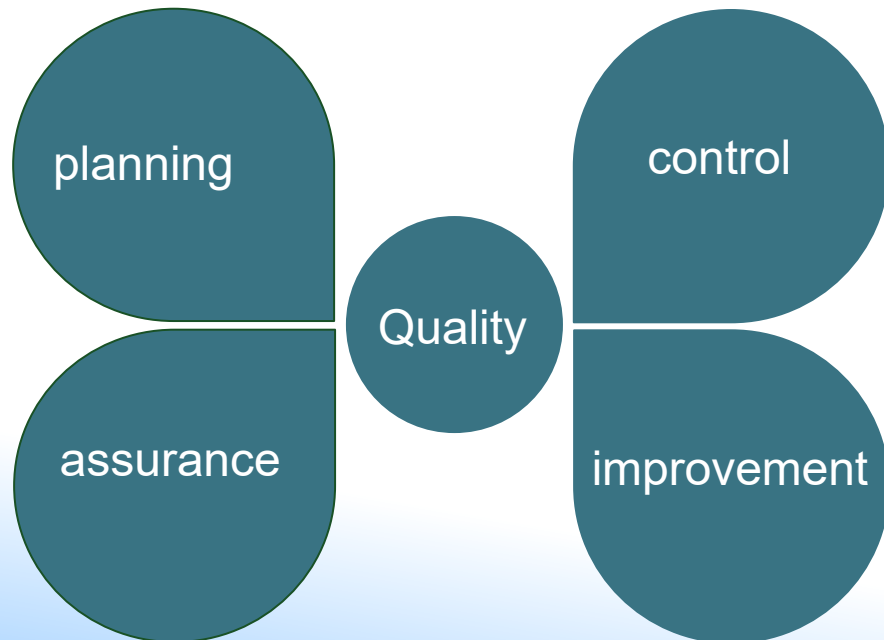 planning
control
Quality
assurance
improvement